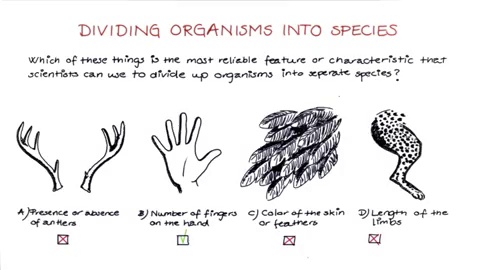 DIVIDING ORGANISMS INTO SPECIES
Which of these things is the most reliable feature or characteristic that
scientists can use to divide up organisms into seperate species?
A) Presence or absence
of antlers
B) Number of fingers
on the hand
C) Color of the skin
or feathers
D) Length of the
limbs